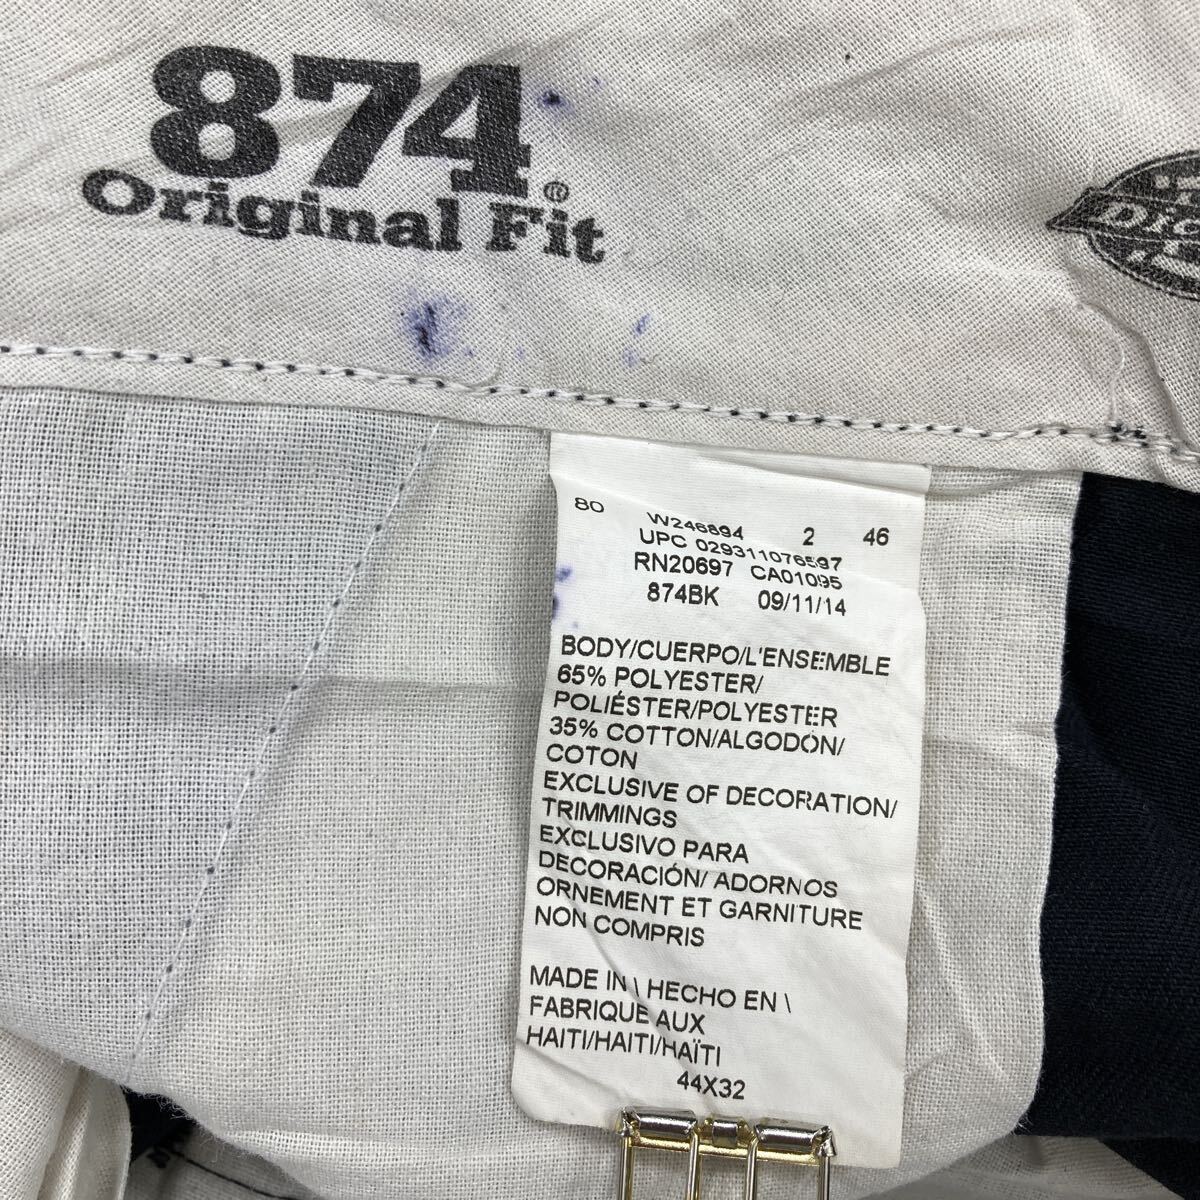 874®
Original Fit
80 W246894 2 46
UPC 029311076597
RN20697 CA01095
874BK 09/11/14
BODY/CUERPO/L'ENSEMBLE
65% POLYESTER/
POLIÉSTER/POLYESTER
35% COTTON/ALGODÓN/
COTON
EXCLUSIVE OF DECORATION/
TRIMMINGS
EXCLUSIVO PARA
DECORACIÓN/ ADORNOS
ORNEMENT ET GARNITURE
NON COMPRIS
MADE IN \ HECHO EN \
FABRIQUE AUX
HAITI/HAITI/HAÏTI
44X32